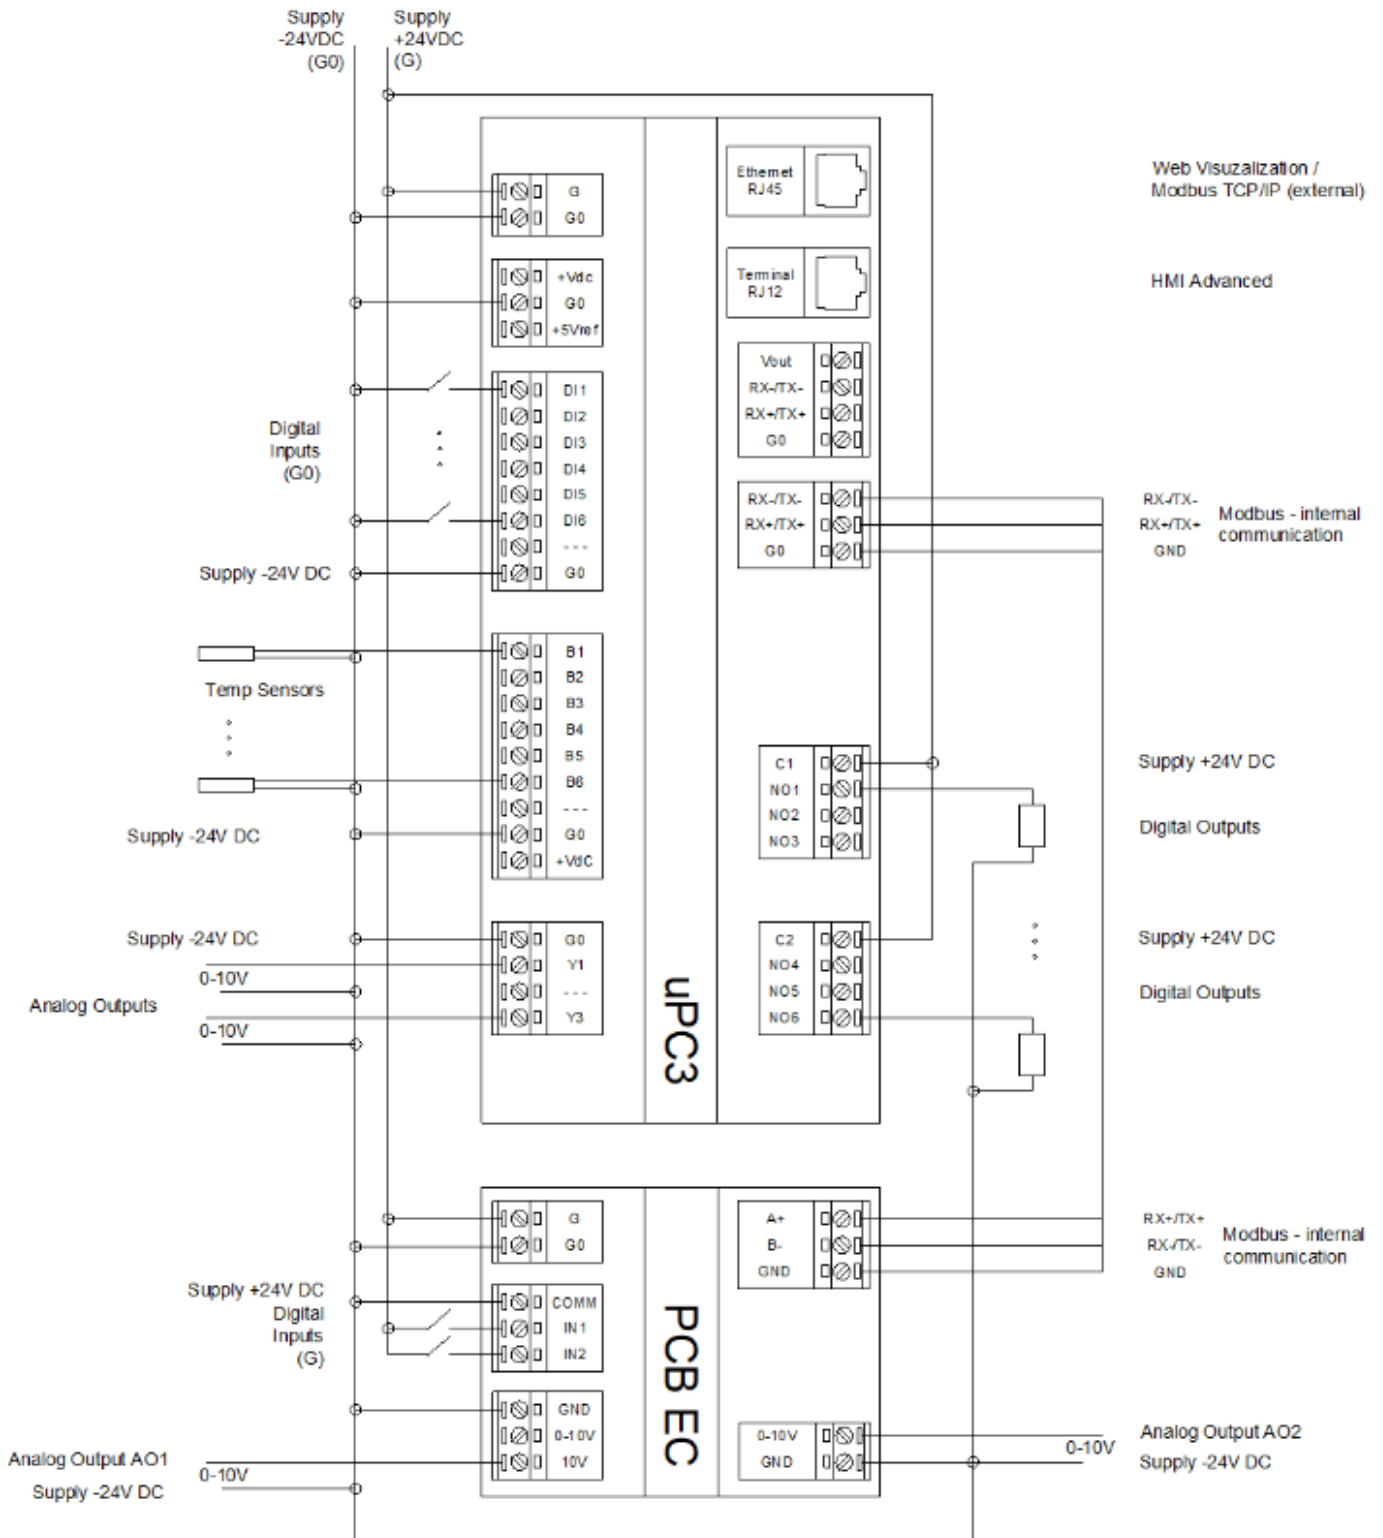 Supply
-24VDC
(G0)
Supply
+24VDC
(G)
G
G0
+Vdc
G0
+5Vref
DI1
DI2
DI3
DI4
DI5
DI6
---
G0
Digital
Inputs
(G0)
Supply -24V DC
B1
B2
B3
B4
B5
B6
---
G0
+VdC
Temp Sensors
Supply -24V DC
G0
Y1
---
Y3
Supply -24V DC
0-10V
Analog Outputs
0-10V
uPC3
Ethernet
RJ45
Web Visuzalization /
Modbus TCP/IP (external)
Terminal
RJ12
HMI Advanced
Vout
RX-/TX-
RX+/TX+
G0
RX-/TX-
RX+/TX+
G0
RX-/TX-
RX+/TX+
GND
Modbus - internal
communication
C1
NO1
NO2
NO3
Supply +24V DC
Digital Outputs
C2
NO4
NO5
NO6
Supply +24V DC
Digital Outputs
G
G0
COMM
IN1
IN2
Supply +24V DC
Digital
Inputs
(G)
GND
0-10V
10V
Analog Output AO1
0-10V
Supply -24V DC
PCB EC
A+
B-
GND
RX+/TX+
RX-/TX-
GND
Modbus - internal
communication
0-10V
GND
Analog Output AO2
0-10V
Supply -24V DC